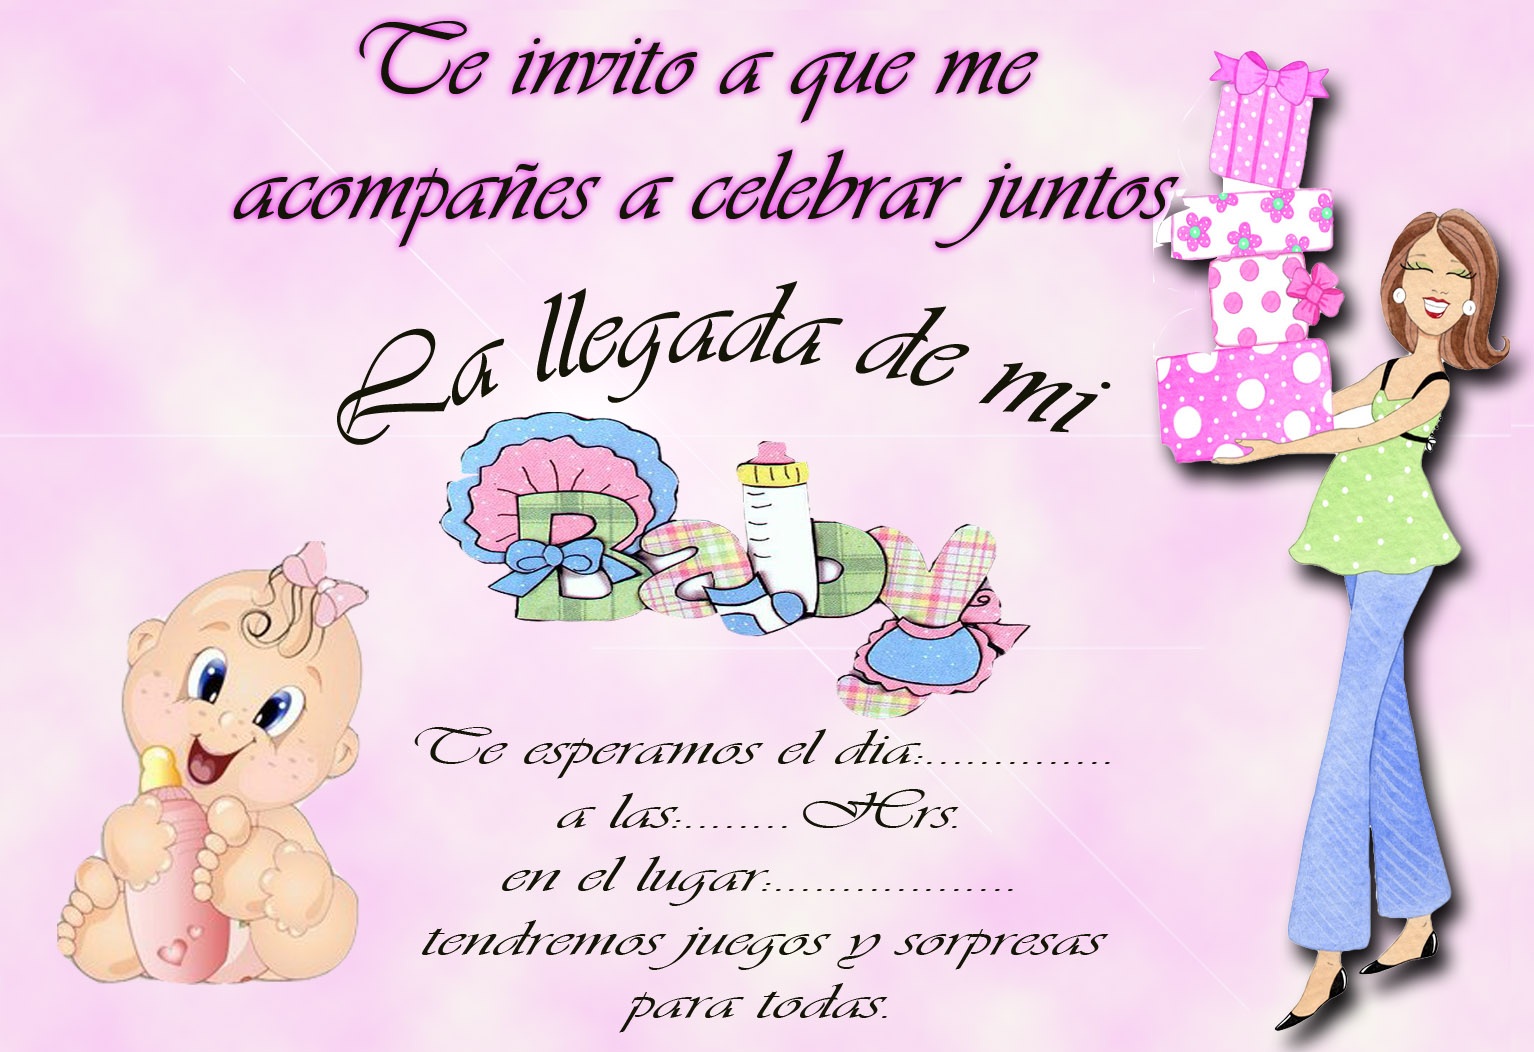 Te invito a que me
acompañes a celebrar juntos
La llegada de mi
Baby
Te esperamos el dia:..............
a las:........ Hrs.
en el lugar:..................
tendremos juegos y sorpresas
para todas.